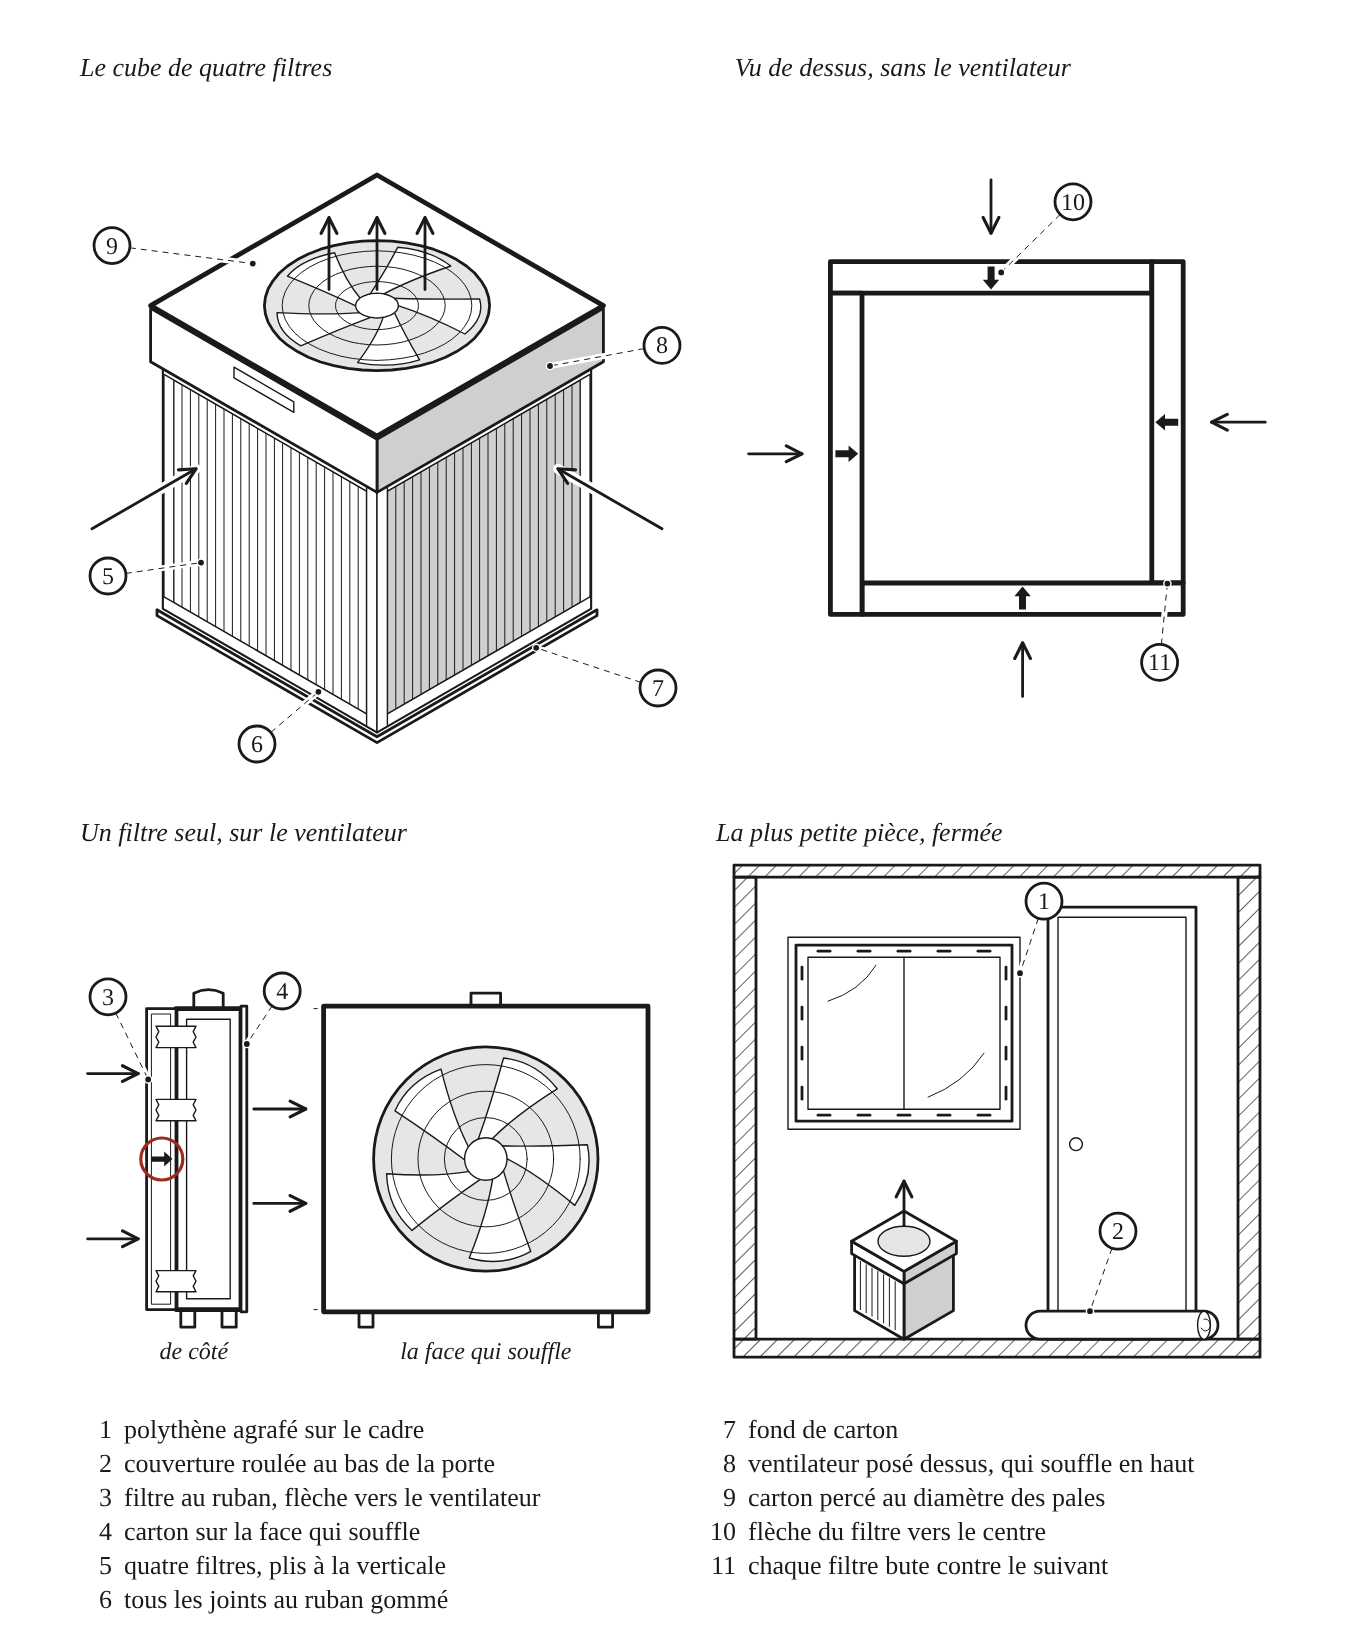 Le cube de quatre filtres
Vu de dessus, sans le ventilateur
9
10
8
5
11
7
6
Un filtre seul, sur le ventilateur
La plus petite pièce, fermée
1
3
4
2
de côté
la face qui souffle
1 polythène agrafé sur le cadre
2 couverture roulée au bas de la porte
3 filtre au ruban, flèche vers le ventilateur
4 carton sur la face qui souffle
5 quatre filtres, plis à la verticale
6 tous les joints au ruban gommé
7 fond de carton
8 ventilateur posé dessus, qui souffle en haut
9 carton percé au diamètre des pales
10 flèche du filtre vers le centre
11 chaque filtre bute contre le suivant